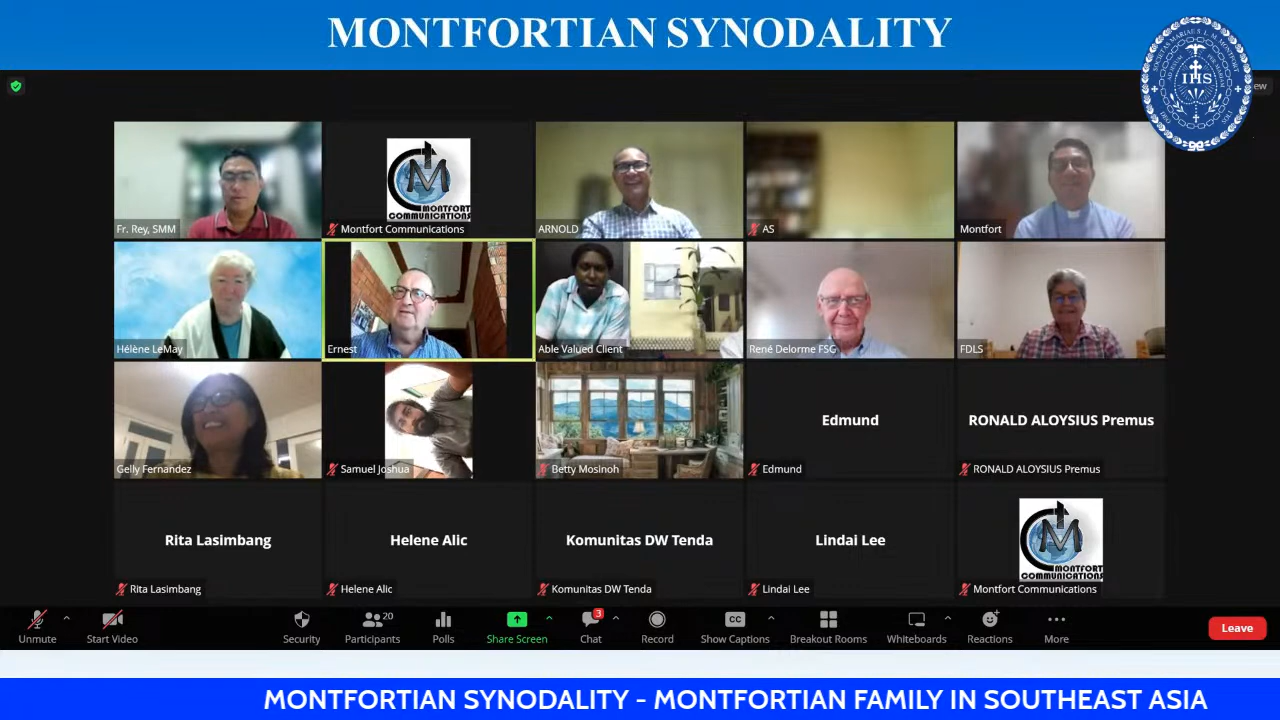 MONTFORTIAN SYNODALITY
IHS
ew
Fr. Rey, SMM
M
MONTFORT
COMMUNICATIONS
Montfort Communications
ARNOLD
AS
Montfort
Hélène LeMay
Ernest
Able Valued Client
René Delorme FSG
FDLS
Gelly Fernandez
Samuel Joshua
Betty Mosinoh
Edmund
Edmund
RONALD ALOYSIUS Premus
RONALD ALOYSIUS Premus
Rita Lasimbang
Rita Lasimbang
Helene Alic
Helene Alic
Komunitas DW Tenda
Komunitas DW Tenda
Lindai Lee
Lindai Lee
M
MONTFORT
COMMUNICATIONS
Montfort Communications
Unmute
Start Video
Security
20
Participants
Polls
Share Screen
3
Chat
Record
CC
Show Captions
Breakout Rooms
Whiteboards
Reactions
More
Leave
MONTFORTIAN SYNODALITY - MONTFORTIAN FAMILY IN SOUTHEAST ASIA